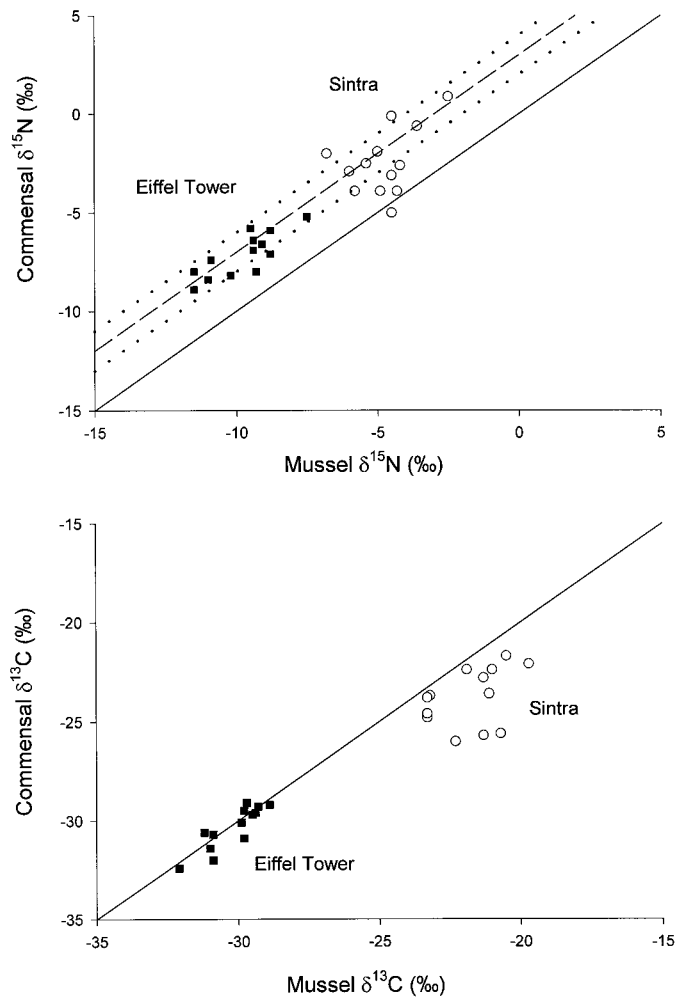 5
0
-5
-10
-15
Commensal δ¹⁵N (‰)
Sintra
Eiffel Tower
-15
-10
-5
0
5
Mussel δ¹⁵N (‰)
-15
-20
-25
-30
-35
Commensal δ¹³C (‰)
Sintra
Eiffel Tower
-35
-30
-25
-20
-15
Mussel δ¹³C (‰)